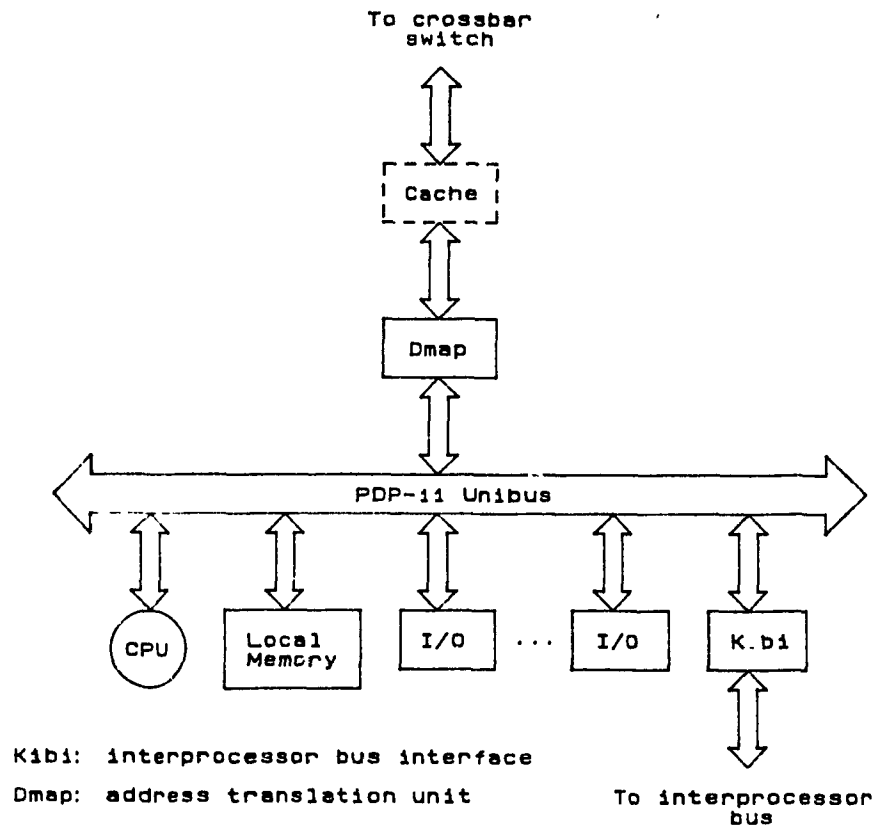 To crossbar
switch
Cache
Dmap
PDP-11 Unibus
CPU
Local
Memory
I/O
...
I/O
K.bi
Kibi: interprocessor bus interface
Dmap: address translation unit
To interprocessor
bus